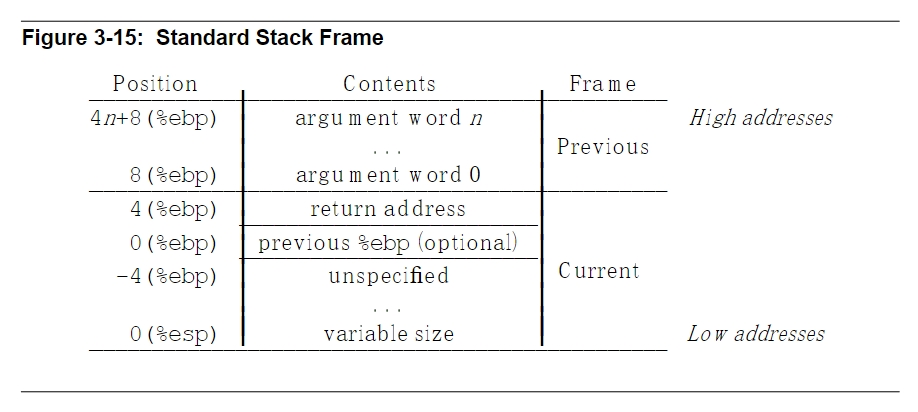 Figure 3-15: Standard Stack Frame
Position Contents Frame
4n+8(%ebp) argument word n High addresses
... Previous
8(%ebp) argument word 0
4(%ebp) return address
0(%ebp) previous %ebp (optional)
-4(%ebp) unspecified Current
...
0(%esp) variable size Low addresses